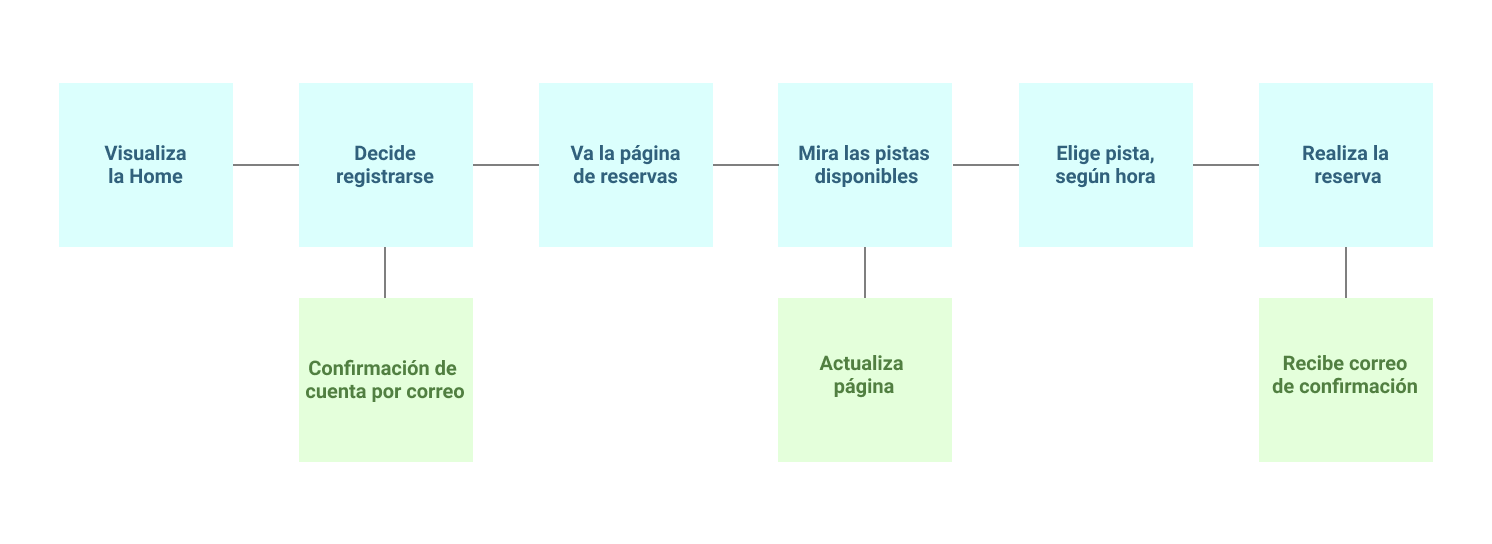 Visualiza
la Home
Decide
registrarse
Va la página
de reservas
Mira las pistas
disponibles
Elige pista,
según hora
Realiza la
reserva
Confirmación de
cuenta por correo
Actualiza
página
Recibe correo
de confirmación